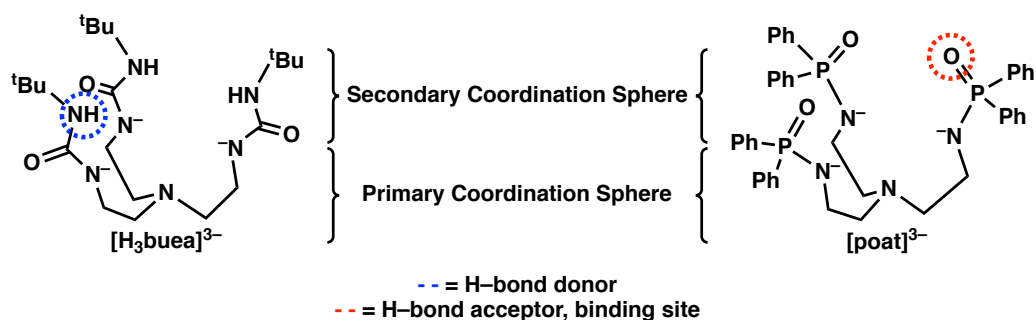 tBu
tBu
tBu
O
NH
NH
HN
O
O
N–
N–
–N
N
[H3buea]3–
Secondary Coordination Sphere
Primary Coordination Sphere
Ph
O
Ph
P
O
Ph
P
Ph
O
Ph
P
Ph
N–
–N
N–
N
[poat]3–
-- = H–bond donor
-- = H–bond acceptor, binding site